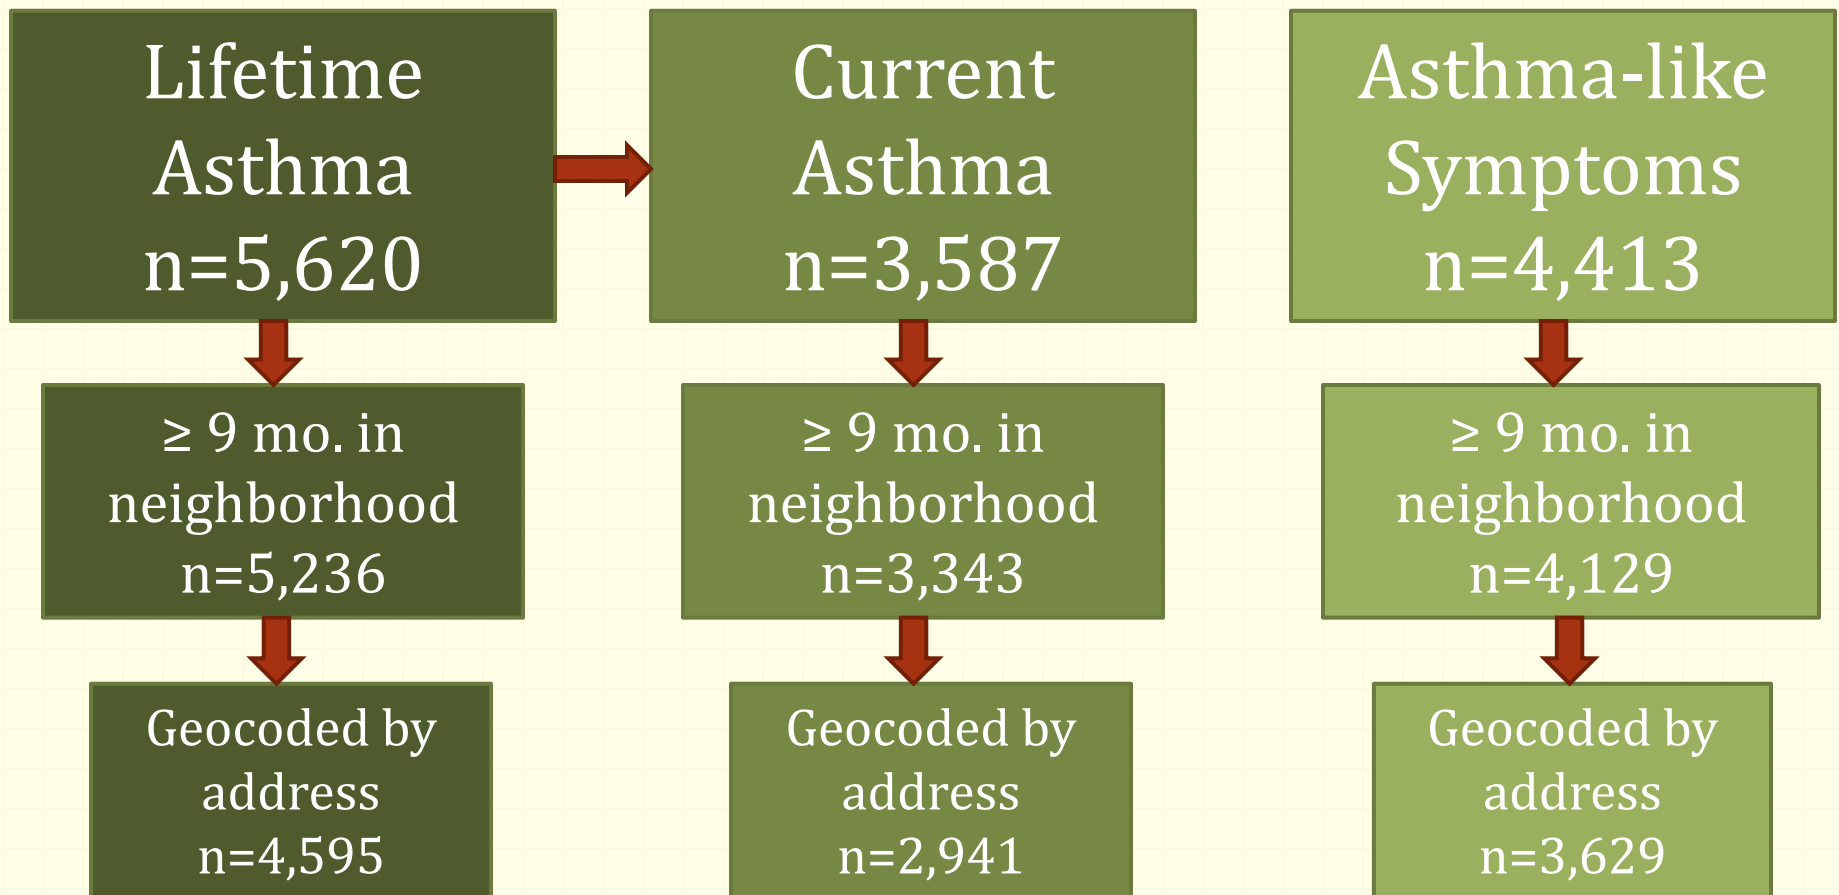 Lifetime
Asthma
n=5,620
Current
Asthma
n=3,587
Asthma-like
Symptoms
n=4,413
≥ 9 mo. in
neighborhood
n=5,236
≥ 9 mo. in
neighborhood
n=3,343
≥ 9 mo. in
neighborhood
n=4,129
Geocoded by
address
n=4,595
Geocoded by
address
n=2,941
Geocoded by
address
n=3,629